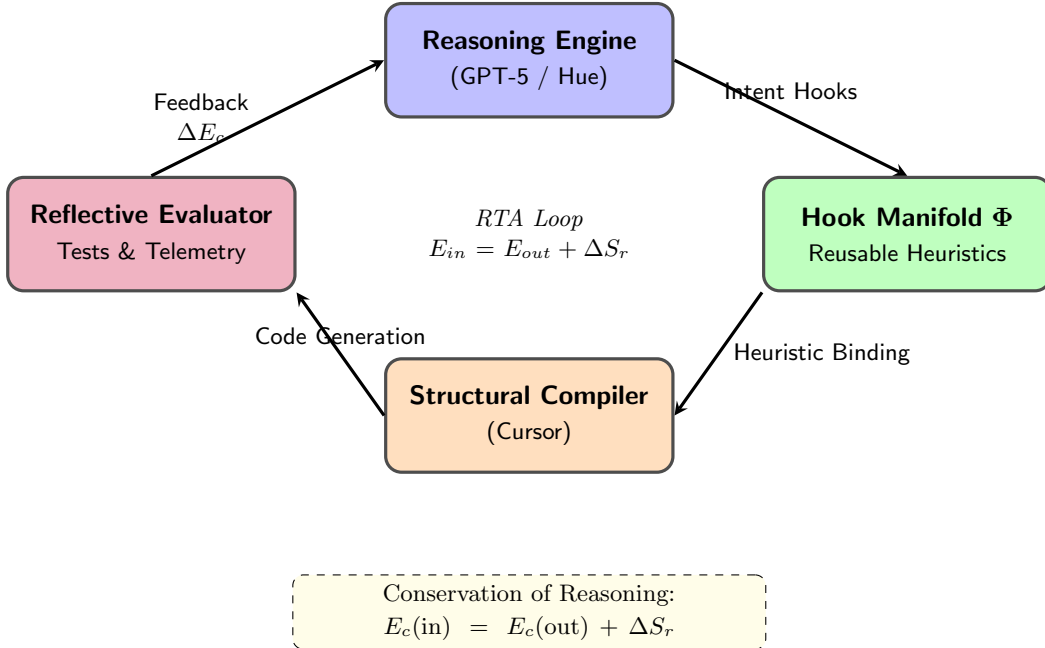 Reasoning Engine
(GPT-5 / Hue)
Feedback
ΔE_c
Intent Hooks
Reflective Evaluator
Tests & Telemetry
RTA Loop
E_in = E_out + ΔS_r
Hook Manifold Φ
Reusable Heuristics
Code Generation
Heuristic Binding
Structural Compiler
(Cursor)
Conservation of Reasoning:
E_c(in) = E_c(out) + ΔS_r